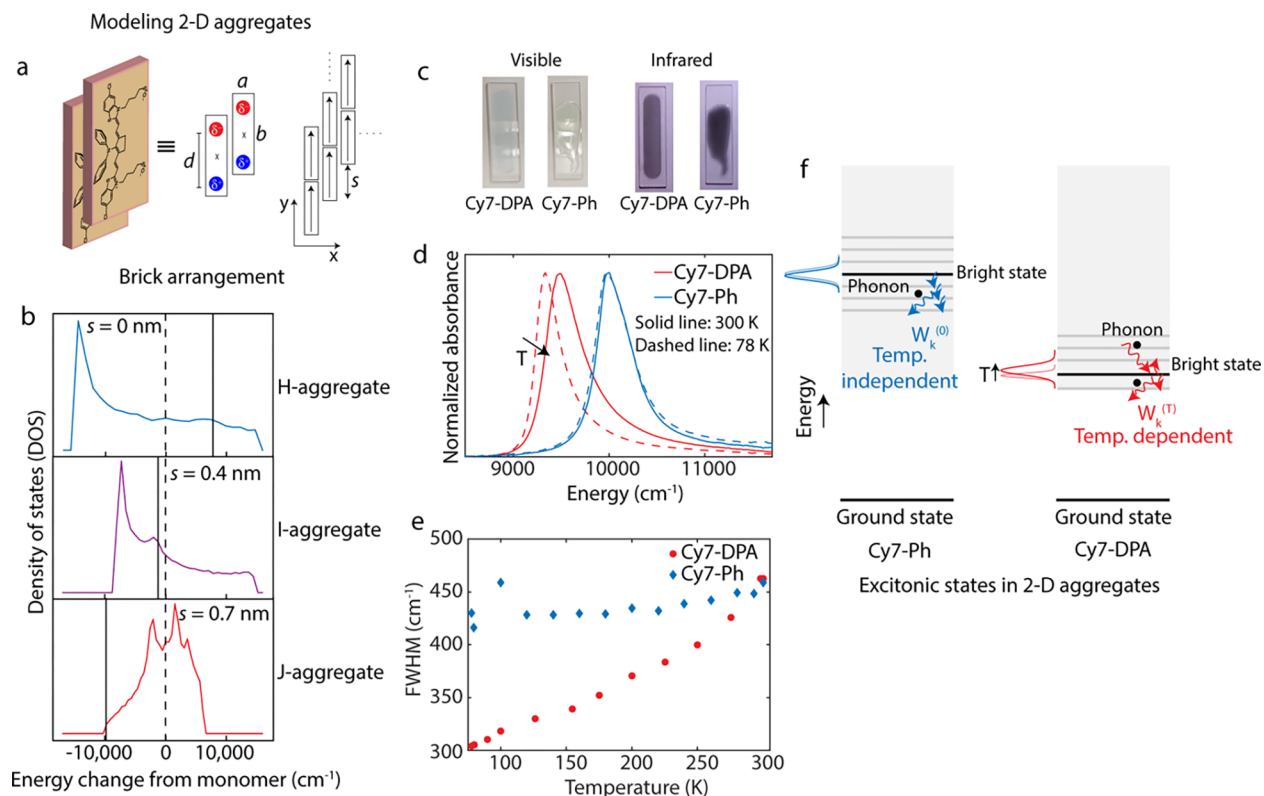 Modeling 2-D aggregates
a
a
δ
b
d
δ
≡
s
y
x
Brick arrangement
b
Density of states (DOS)
s = 0 nm
H-aggregate
s = 0.4 nm
I-aggregate
s = 0.7 nm
J-aggregate
-10,000 0 10,000
Energy change from monomer (cm⁻¹)
c
Visible Infrared
Cy7-DPA Cy7-Ph Cy7-DPA Cy7-Ph
d
Normalized absorbance
Cy7-DPA
Cy7-Ph
Solid line: 300 K
Dashed line: 78 K
T
9000 10000 11000
Energy (cm⁻¹)
e
FWHM (cm⁻¹)
500
450
400
350
300
Cy7-DPA
Cy7-Ph
100 150 200 250 300
Temperature (K)
f
Energy
Bright state
Phonon
Wₖ⁽⁰⁾
Temp.
independent
Phonon
Bright state
T
Wₖ⁽ᵀ⁾
Temp. dependent
Ground state Ground state
Cy7-Ph Cy7-DPA
Excitonic states in 2-D aggregates